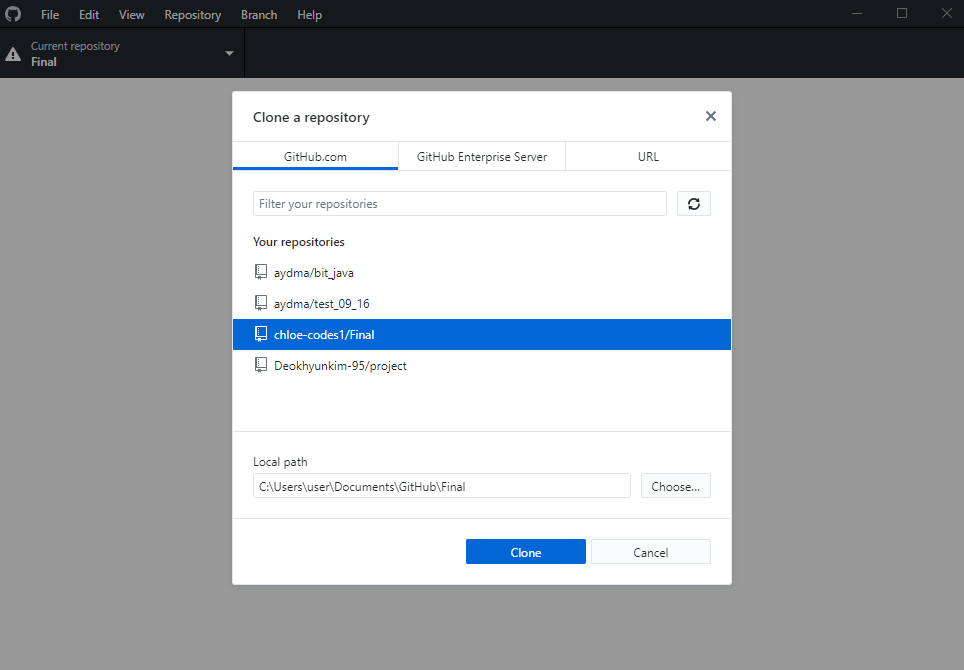 File Edit View Repository Branch Help
Current repository
Final
Clone a repository
GitHub.com GitHub Enterprise Server URL
Filter your repositories
Your repositories
aydma/bit_java
aydma/test_09_16
chloe-codes1/Final
Deokhyunkim-95/project
Local path
C:\Users\user\Documents\GitHub\Final Choose...
Clone Cancel